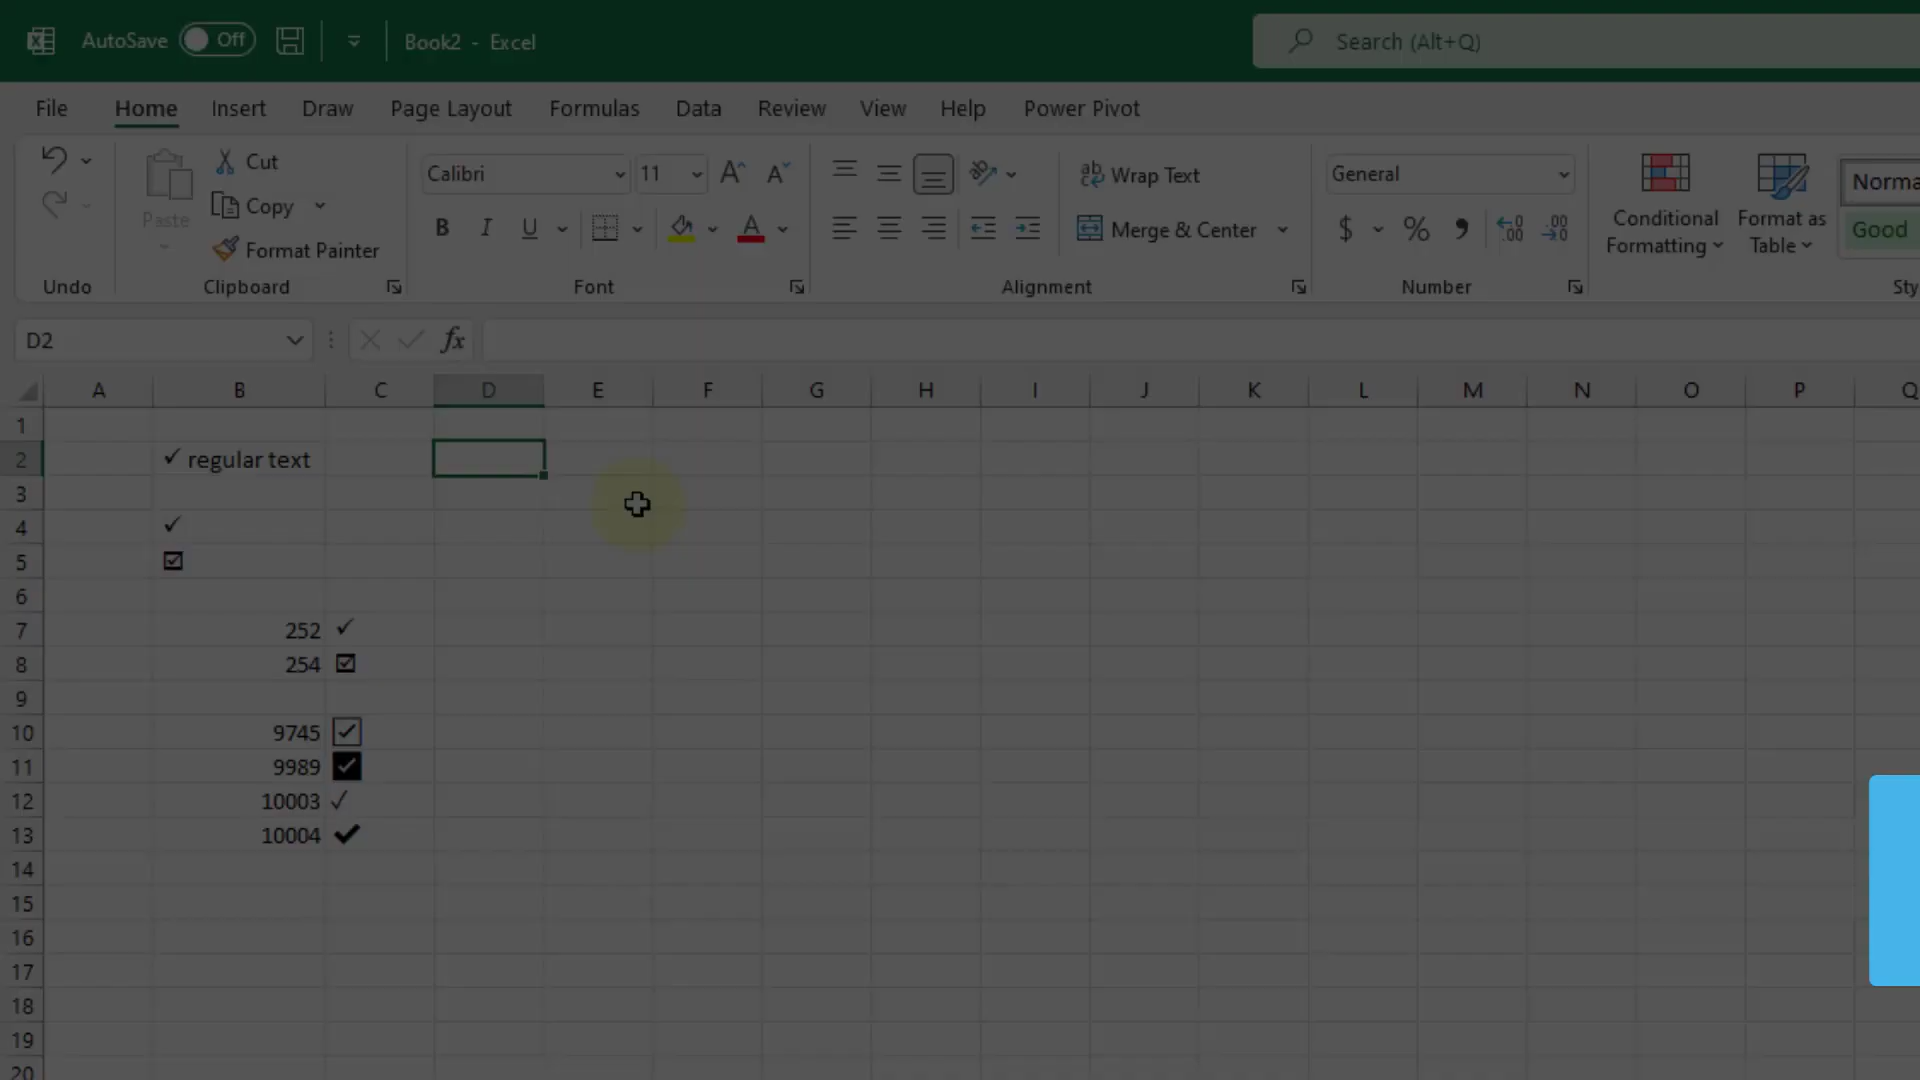 AutoSave Off Book2 - Excel Search (Alt+Q)
File Home Insert Draw Page Layout Formulas Data Review View Help Power Pivot
Cut
Copy
Paste
Format Painter
Undo Clipboard
Calibri 11
B I U A
Font
Wrap Text
Merge & Center
Alignment
General
$ % 9
Number
Conditional Formatting
Format as Table
Good
D2 fx
A B C D E F G H I J K L M N O P Q
1
2 ✓ regular text
3
4 ✓
5 ☑
6
7 252 ✓
8 254 ☑
9
10 9745 ☑
11 9989 ✅
12 10003 ✓
13 10004 ✔
14
15
16
17
18
19
20